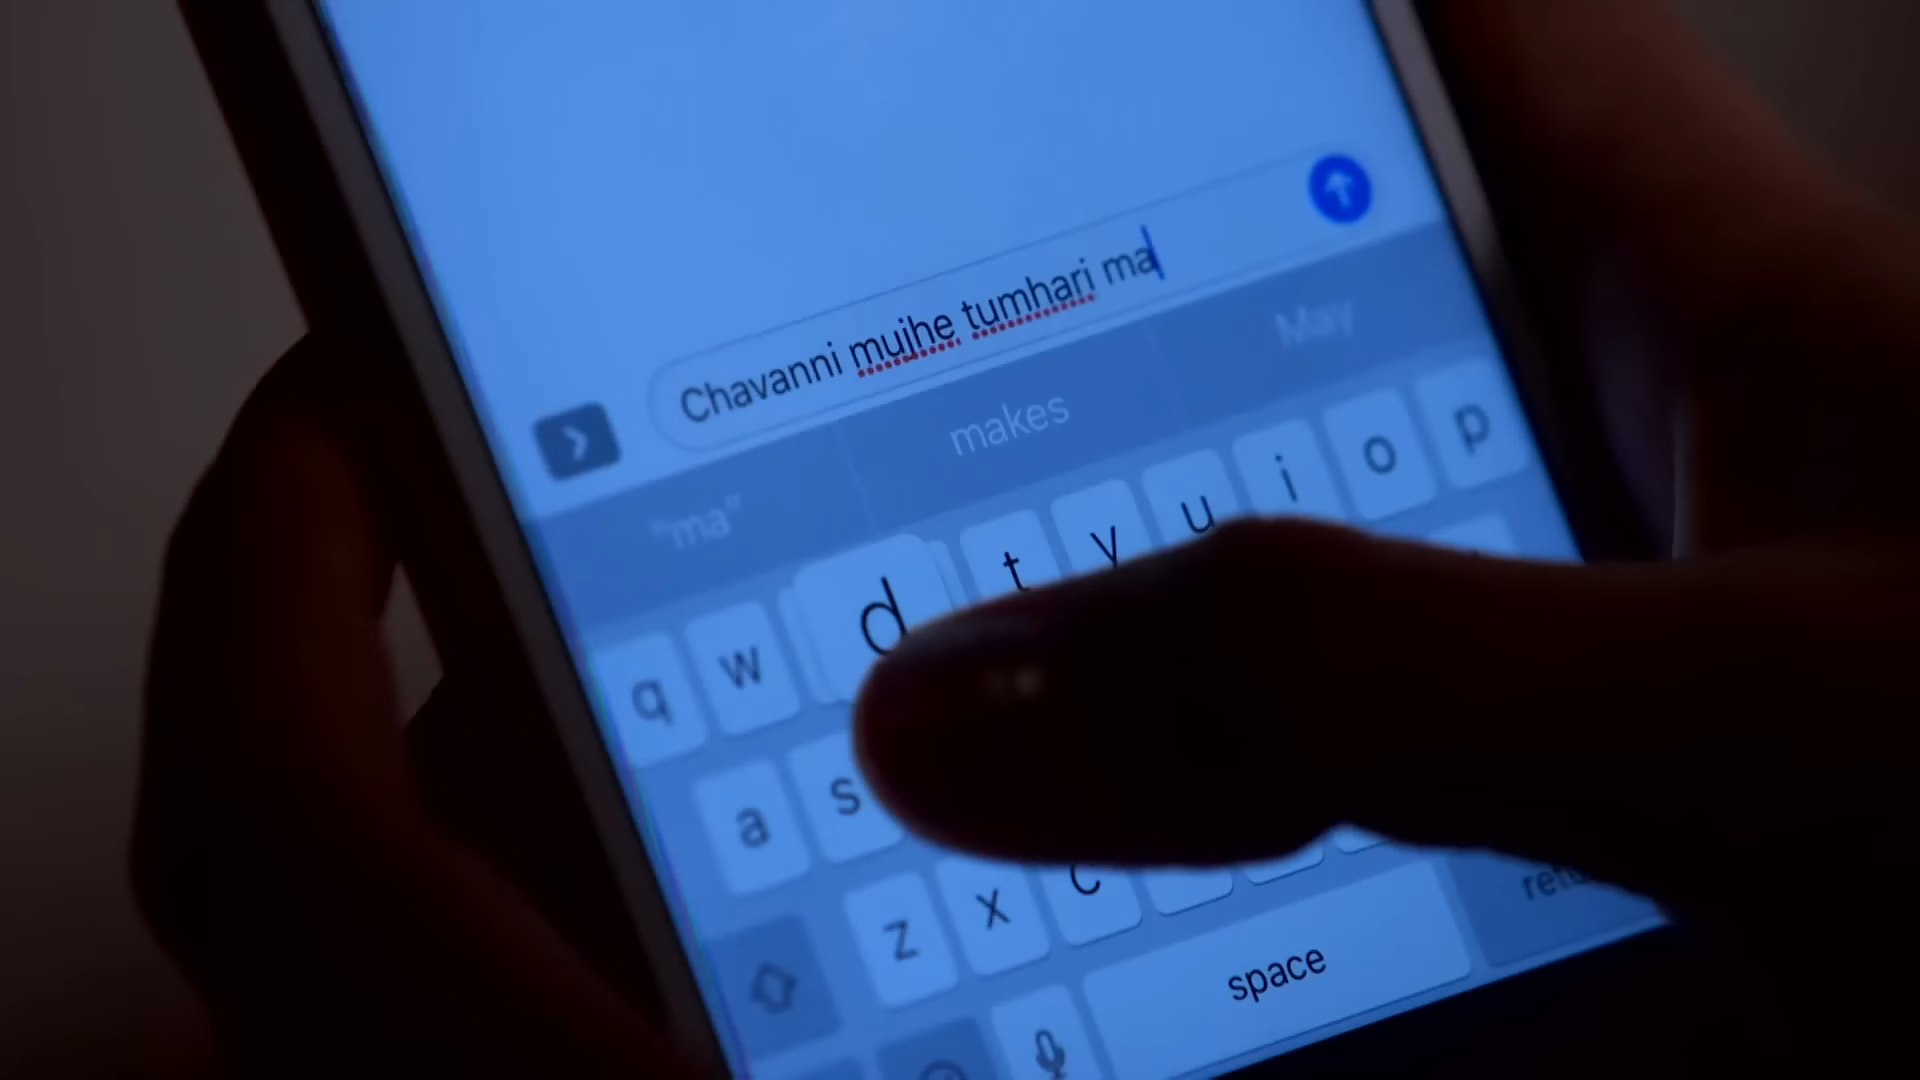 Chavanni mujhe tumhari ma
"ma" makes May
q w d t y u i o p
a s
z x c
space